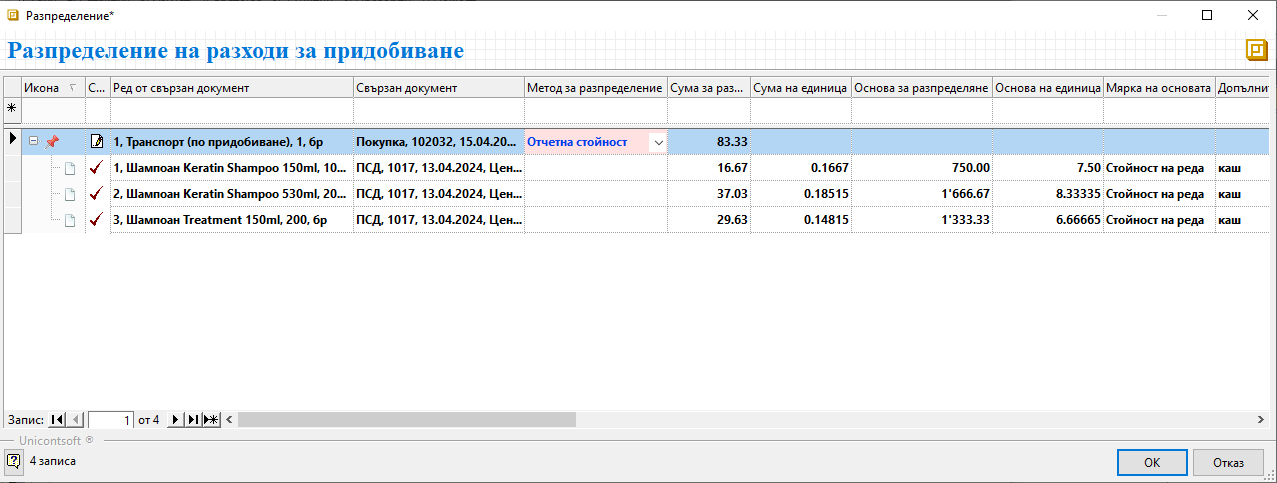 Разпределение*
Разпределение на разходи за придобиване
Икона С... Ред от свързан документ Свързан документ Метод за разпределение Сума за раз... Сума на единица Основа за разпределяне Основа на единица Мярка на основата Допълнит
1, Транспорт (по придобиване), 1, бр Покупка, 102032, 15.04.20... Отчетна стойност 83.33
1, Шампоан Keratin Shampoo 150ml, 10... ПСД, 1017, 13.04.2024, Цен... 16.67 0.1667 750.00 7.50 Стойност на реда каш
2, Шампоан Keratin Shampoo 530ml, 20... ПСД, 1017, 13.04.2024, Цен... 37.03 0.18515 1'666.67 8.33335 Стойност на реда каш
3, Шампоан Treatment 150ml, 200, бр ПСД, 1017, 13.04.2024, Цен... 29.63 0.14815 1'333.33 6.66665 Стойност на реда каш
Запис: 1 от 4
Unicontsoft ®
4 записа
ОК Отказ